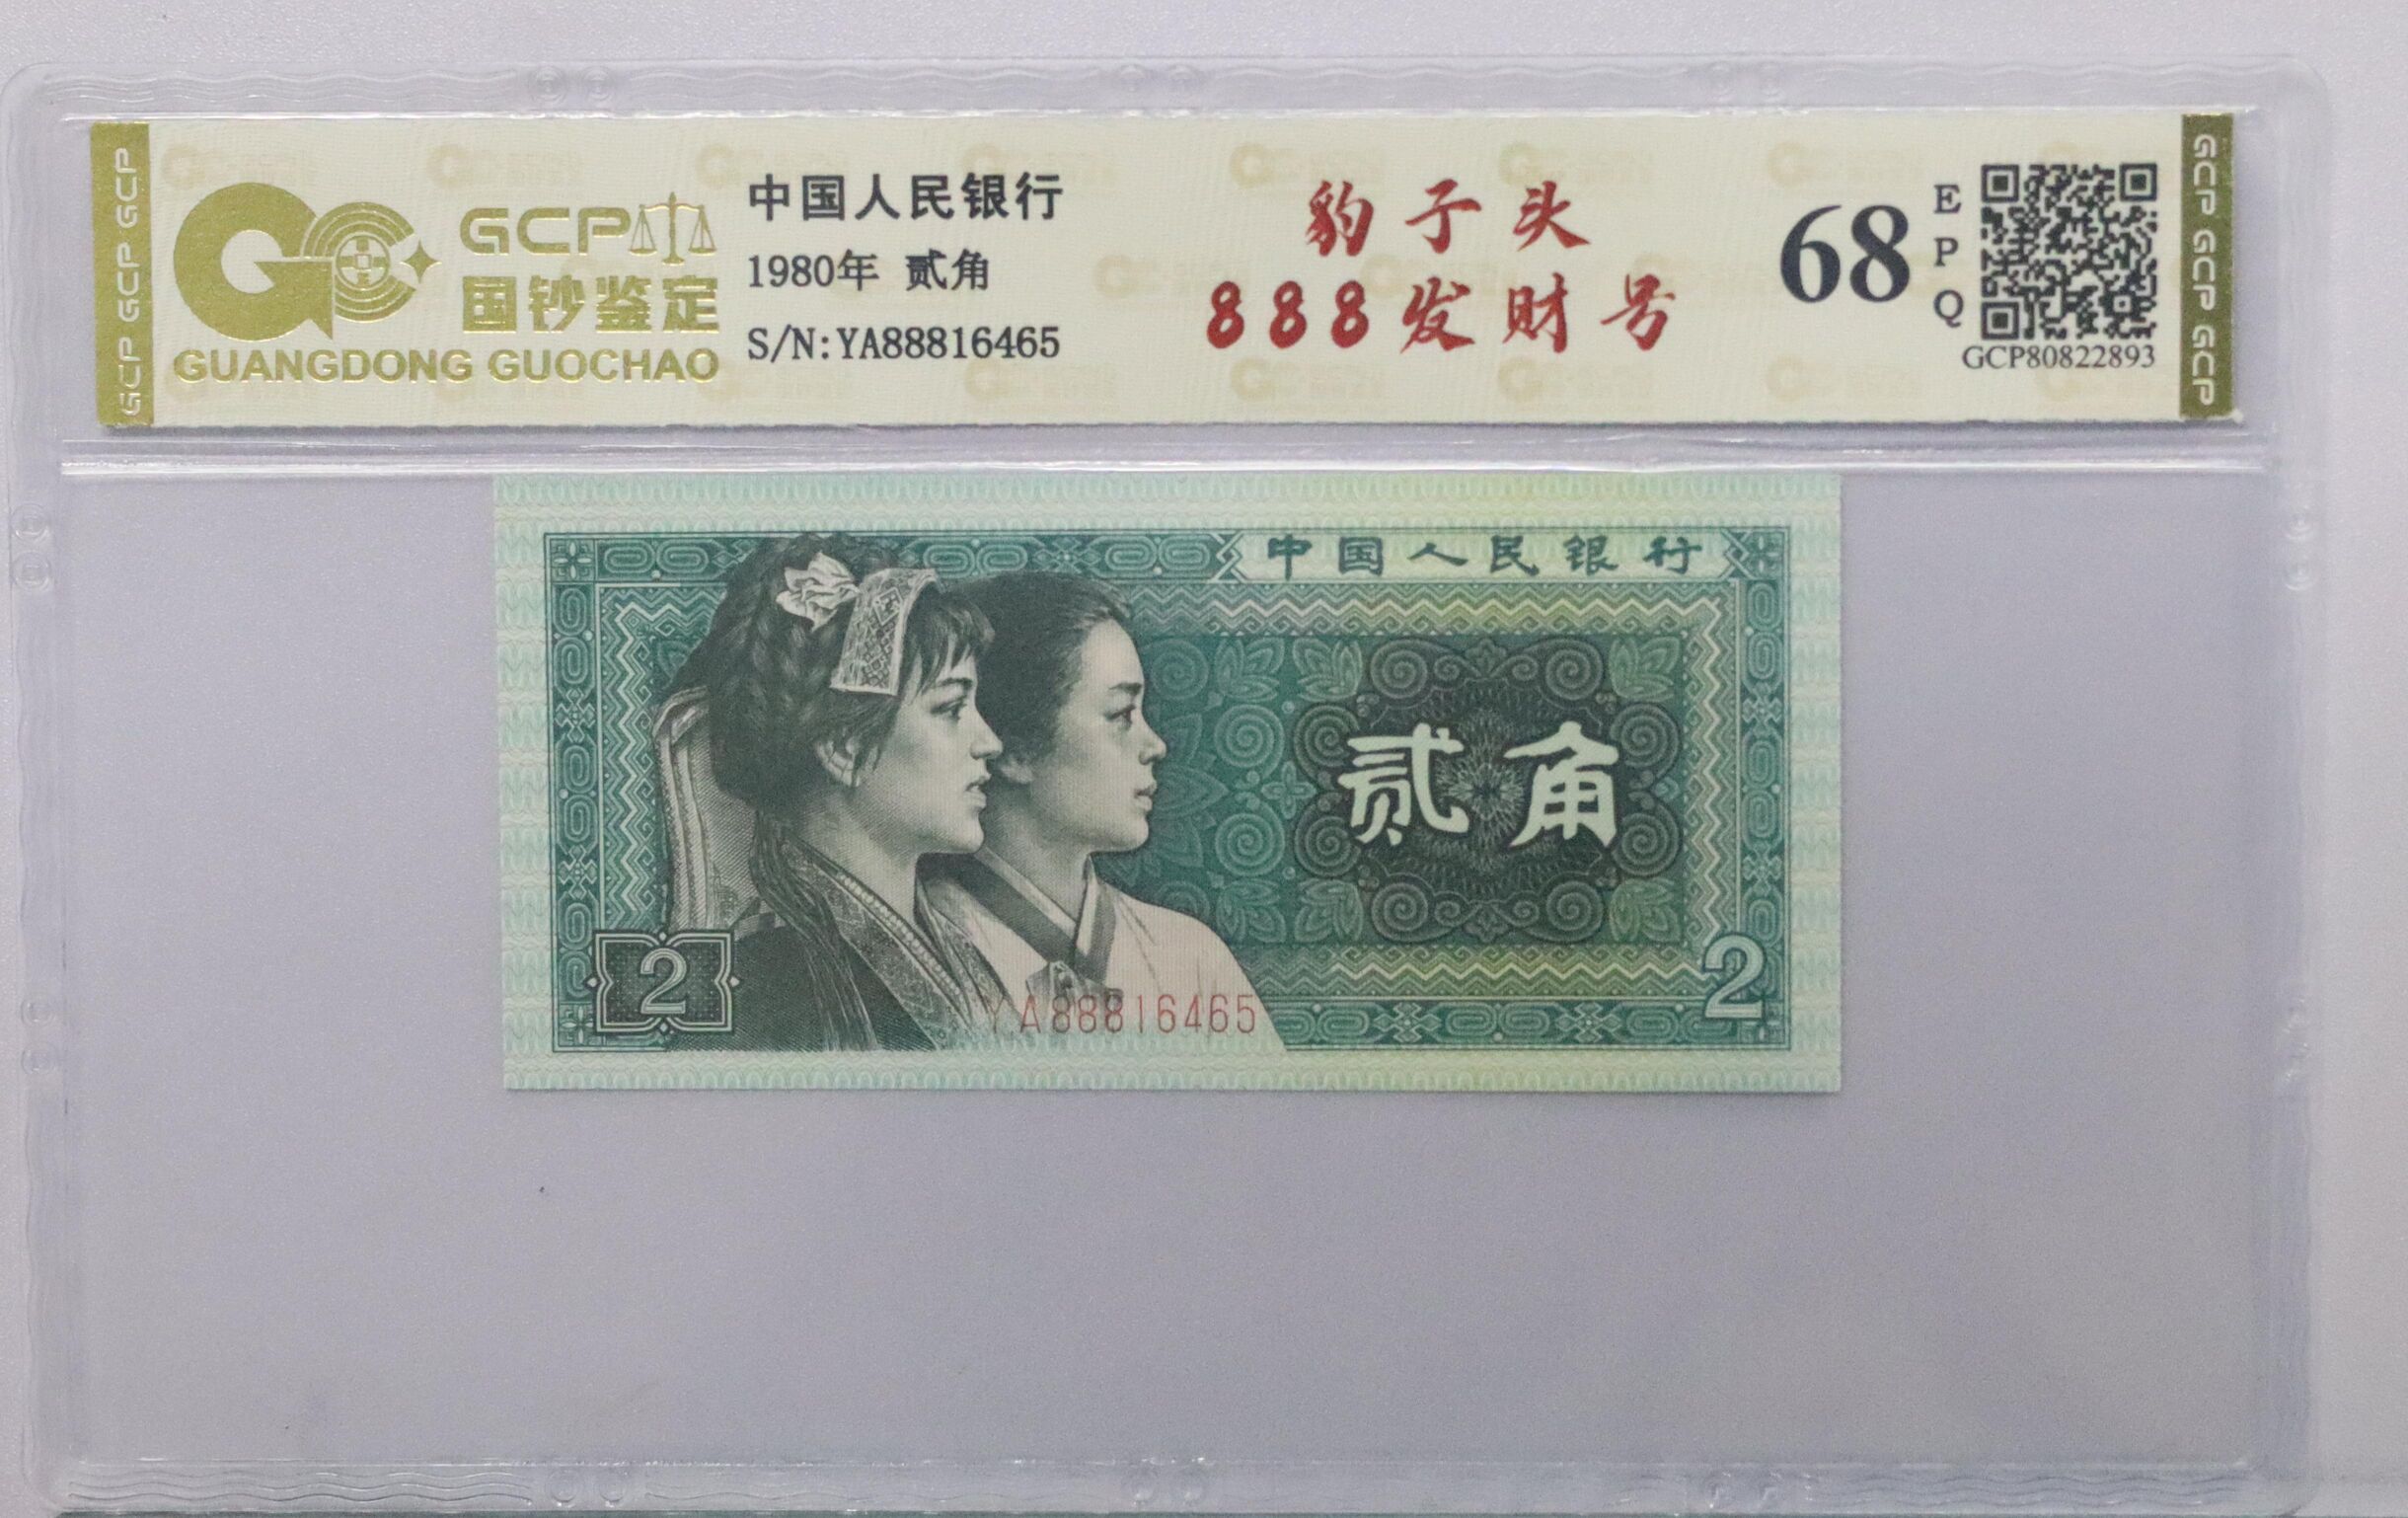 GCP GCP GCP
GCP
国钞鉴定
GUANGDONG GUOCHAO
中国人民银行
1980年 贰角
S/N:YA88816465
豹子头
888发财号
68
EPQ
GCP80822893
GCP GCP GCP
中国人民银行
贰角
2
2
YA88816465